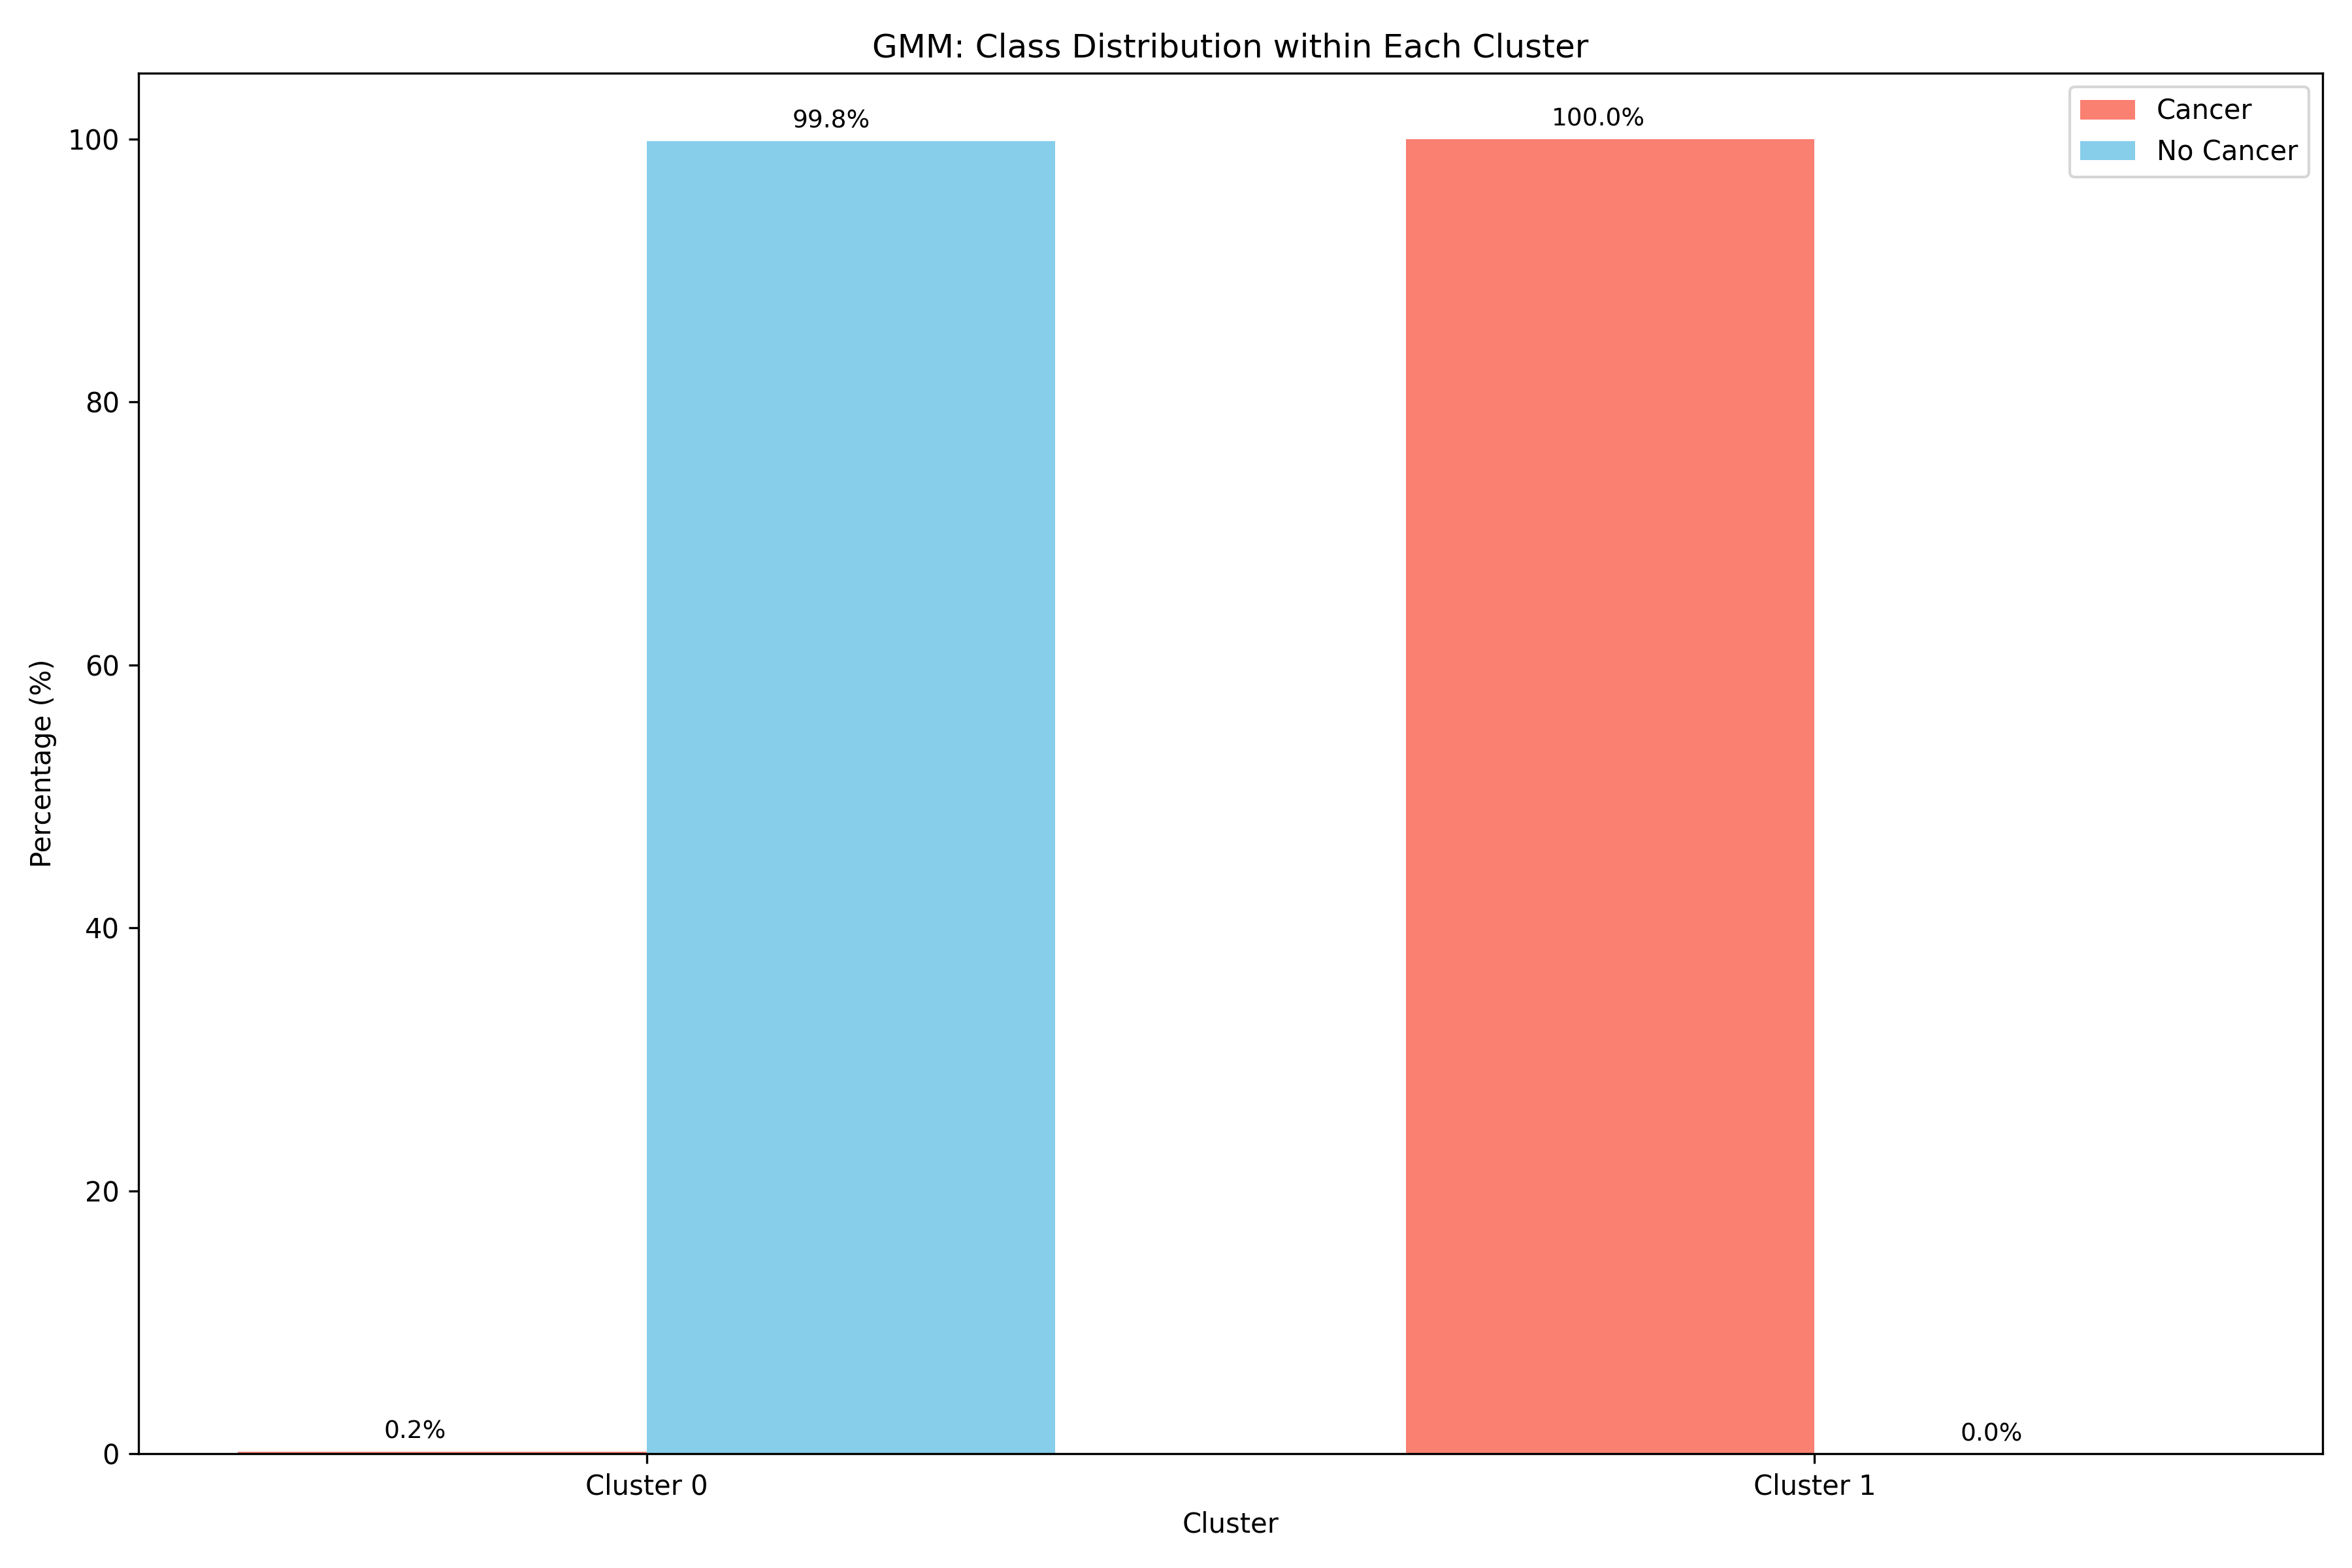 GMM: Class Distribution within Each Cluster
Cancer
No Cancer
99.8%
100.0%
0.2%
0.0%
100
80
60
40
20
0
Percentage (%)
Cluster 0
Cluster 1
Cluster